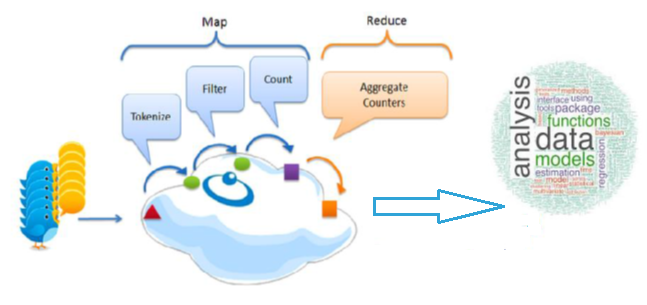 Map
Reduce
Tokenize
Filter
Count
Aggregate
Counters
analysis
methods
interface using
tools package
functions
data
bayesian
models
regression
estimation
model